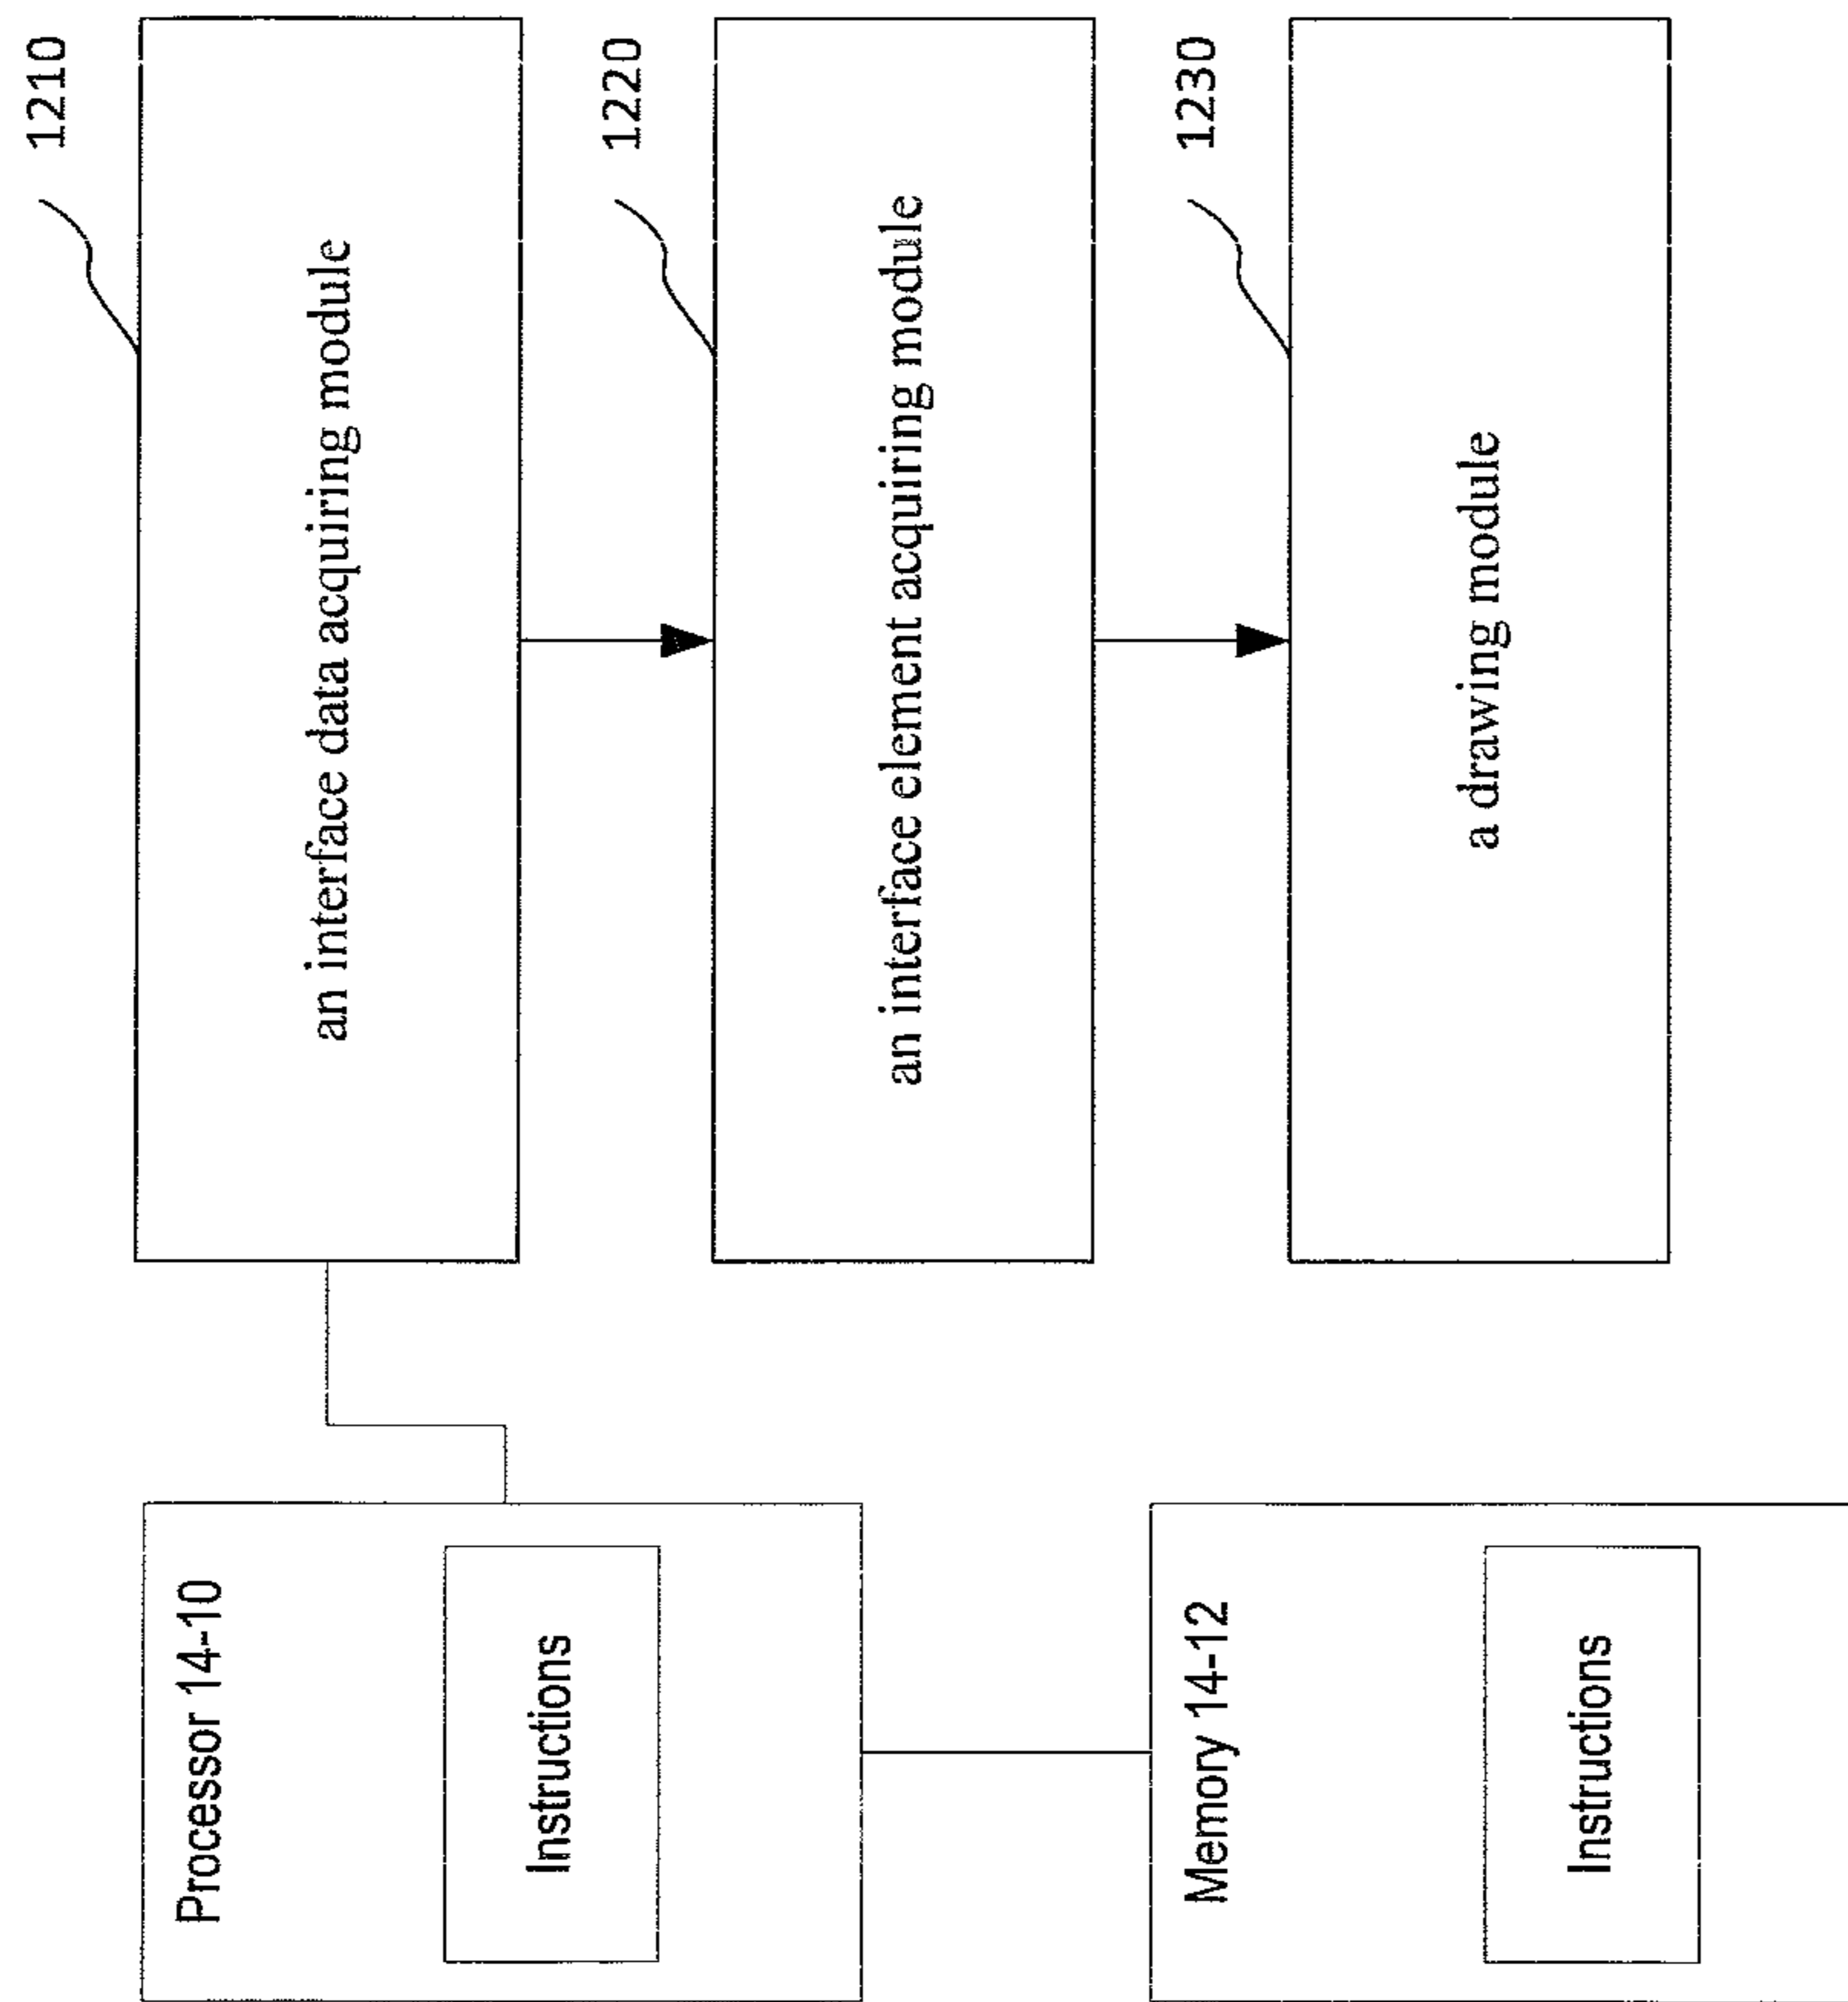 Processor 14-10
Instructions
Memory 14-12
Instructions
1210
an interface data acquiring module
1220
an interface element acquiring module
1230
a drawing module